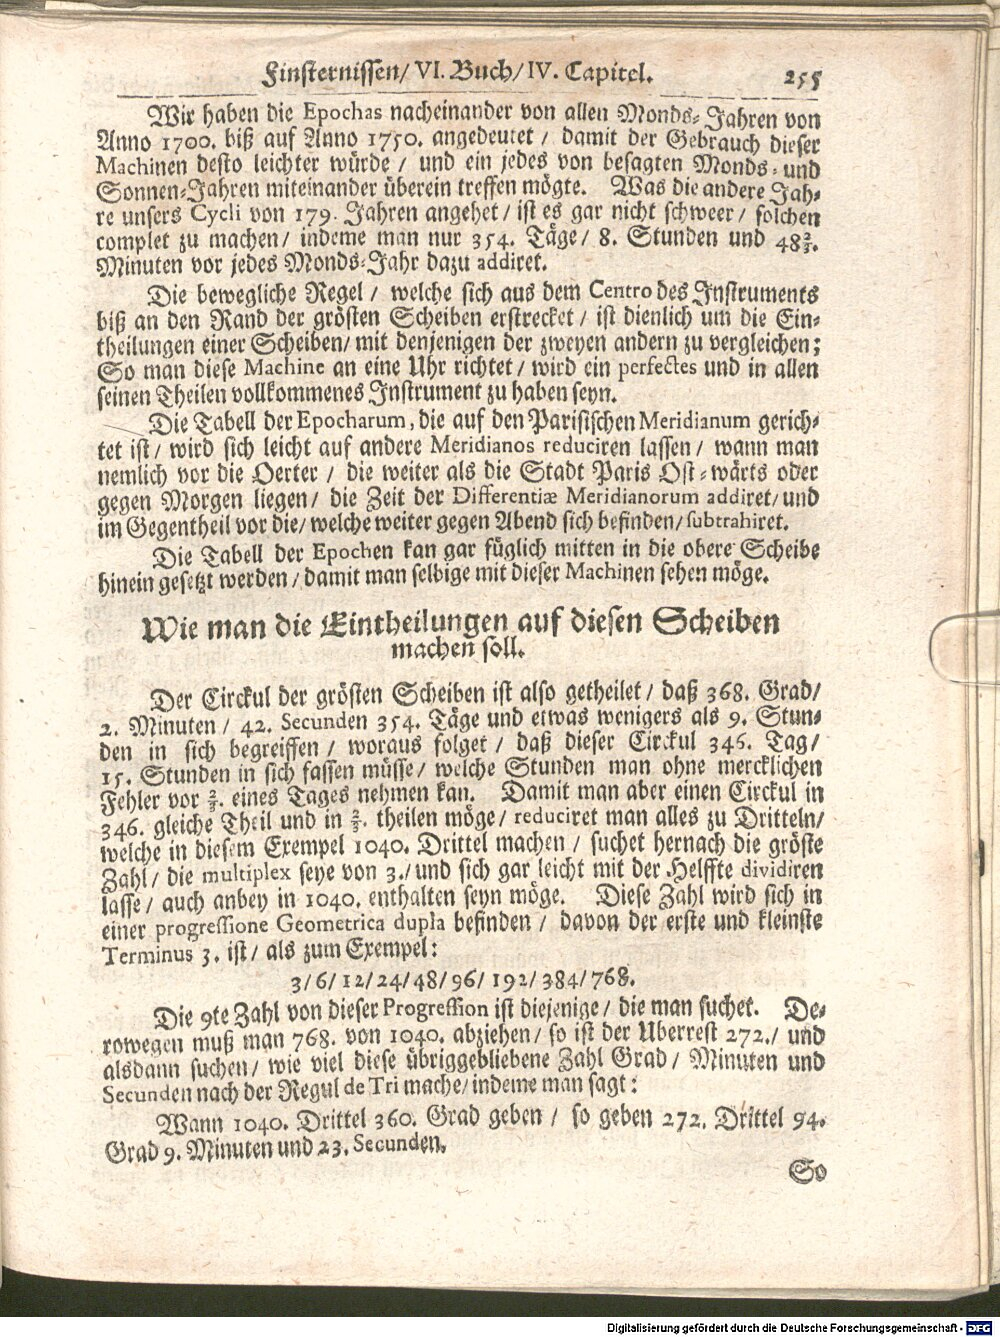 Finsternissen/ VI. Buch/ IV. Capitel. 255
Wir haben die Epochas nacheinander von allen Monds-Jahren von
Anno 1700. biß auf Anno 1750. angedeutet / damit der Gebrauch dieser
Machinen desto leichter würde / und ein jedes von besagten Monds- und
Sonnen-Jahren miteinander überein treffen mögte. Was die andere Jah-
re unsers Cycli von 179. Jahren angehet / ist es gar nicht schweer / solchen
complet zu machen / indeme man nur 354. Täge / 8. Stunden und 48⅔.
Minuten vor jedes Monds-Jahr dazu addiret.
Die bewegliche Regel / welche sich aus dem Centro des Instruments
biß an den Rand der grösten Scheiben erstrecket / ist dienlich um die Ein-
theilungen einer Scheiben / mit denjenigen der zweyen andern zu vergleichen;
So man diese Machine an eine Uhr richtet / wird ein perfectes und in allen
seinen Theilen vollkommenes Instrument zu haben seyn.
Die Tabell der Epocharum, die auf den Parisischen Meridianum gerich-
tet ist / wird sich leicht auf andere Meridianos reduciren lassen / wann man
nemlich vor die Oerter / die weiter als die Stadt Paris Ost-wärts oder
gegen Morgen liegen / die Zeit der Differentiæ Meridianorum addiret / und
im Gegentheil vor die / welche weiter gegen Abend sich befinden / subtrahiret.
Die Tabell der Epochen kan gar füglich mitten in die obere Scheibe
hinein gesetzt werden / damit man selbige mit dieser Machinen sehen möge.
Wie man die Eintheilungen auf diesen Scheiben
machen soll.
Der Circkul der grösten Scheiben ist also getheilet / daß 368. Grad /
2. Minuten / 42. Secunden 354. Täge und etwas wenigers als 9. Stun-
den in sich begreiffen / woraus folget / daß dieser Circkul 346. Tag /
15. Stunden in sich fassen müsse / welche Stunden man ohne mercklichen
Fehler vor ⅔. eines Tages nehmen kan. Damit man aber einen Circkul in
346. gleiche Theil und in ⅔. theilen möge / reduciret man alles zu Dritteln /
welche in diesem Exempel 1040. Drittel machen / suchet hernach die gröste
Zahl / die multiplex seye von 3. / und sich gar leicht mit der Helffte dividiren
lasse / auch anbey in 1040. enthalten seyn möge. Diese Zahl wird sich in
einer progressione Geometrica dupla befinden / davon der erste und kleinste
Terminus 3. ist / als zum Exempel:
3/ 6/ 12/ 24/ 48/ 96/ 192/ 384/ 768.
Die 9te Zahl von dieser Progression ist diejenige / die man suchet. De-
rowegen muß man 768. von 1040. abziehen / so ist der Uberrest 272. / und
alsdann suchen / wie viel diese übriggebliebene Zahl Grad / Minuten und
Secunden nach der Regul de Tri mache / indeme man sagt:
Wann 1040. Drittel 360. Grad geben / so geben 272. Drittel 94.
Grad 9. Minuten und 23. Secunden.
So
Digitalisierung gefördert durch die Deutsche Forschungsgemeinschaft - DFG